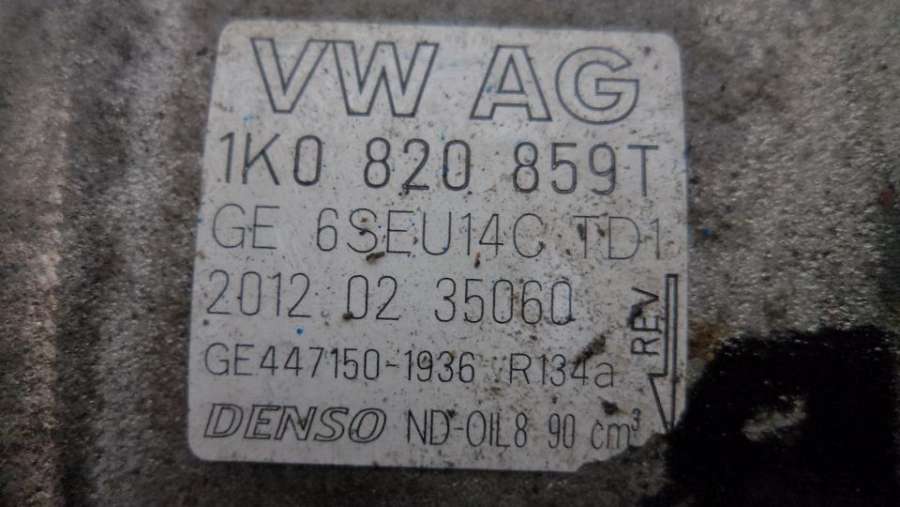 VW AG
1K0 820 859T
GE 6SEU14C TD1
2012 02 35060
REV
GE447150-1936 R134a
DENSO ND-OIL8 90 cm³